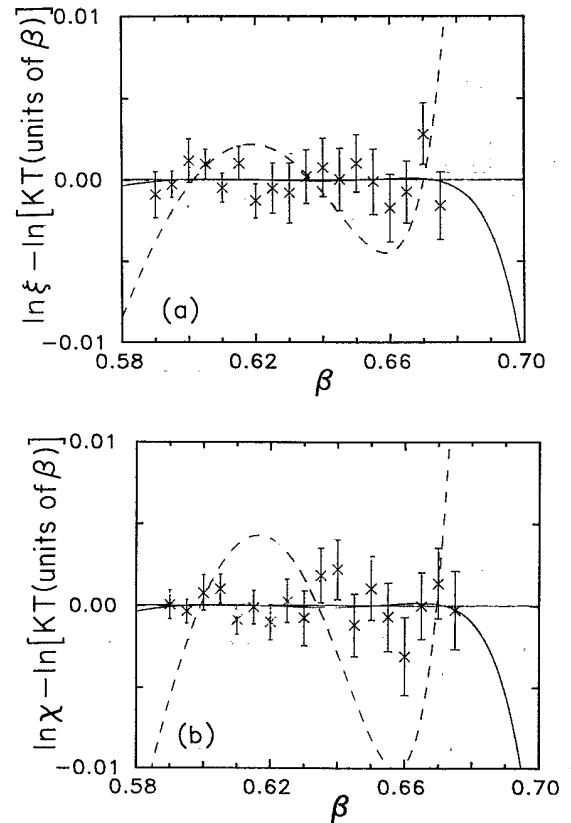 0.01
ln ξ − ln[KT(units of β)]
0.00
(a)
−0.01
0.58
0.62
0.66
0.70
β
0.01
ln χ − ln[KT(units of β)]
0.00
(b)
−0.01
0.58
0.62
0.66
0.70
β